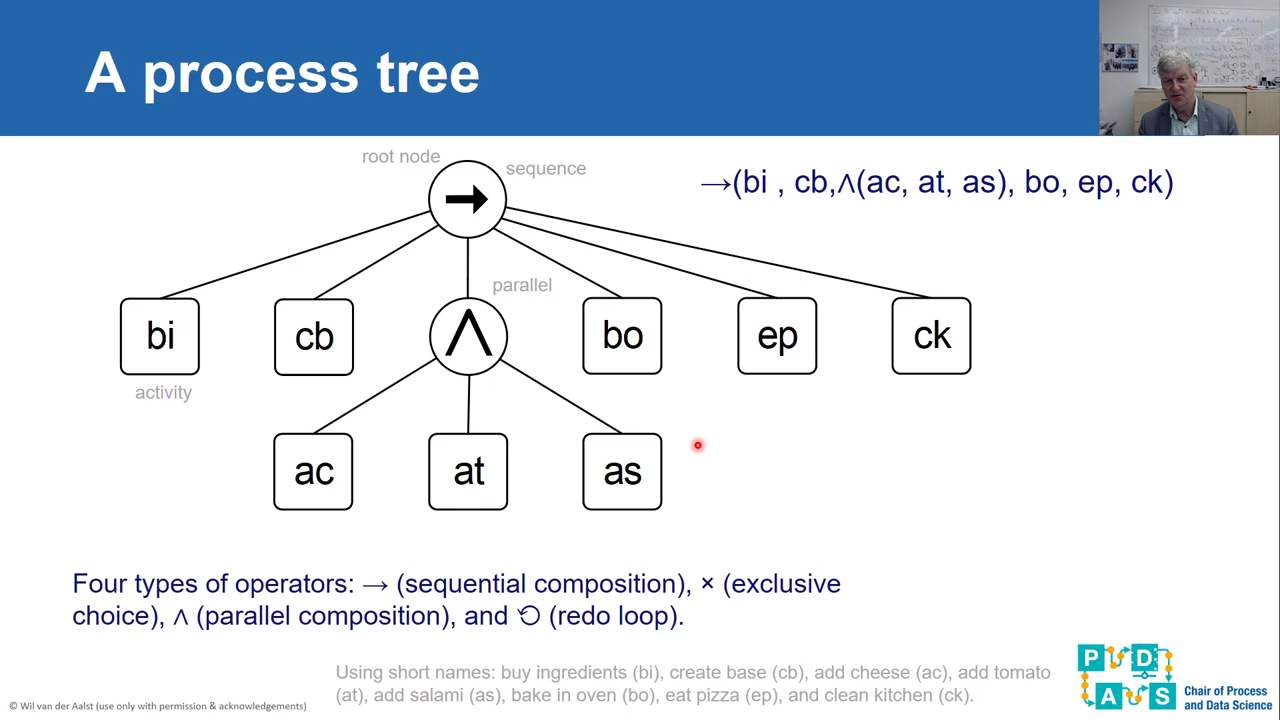 A process tree
root node
sequence
→(bi , cb,∧(ac, at, as), bo, ep, ck)
parallel
bi
cb
∧
bo
ep
ck
activity
ac
at
as
Four types of operators: → (sequential composition), × (exclusive
choice), ∧ (parallel composition), and ⟲ (redo loop).
Using short names: buy ingredients (bi), create base (cb), add cheese (ac), add tomato
(at), add salami (as), bake in oven (bo), eat pizza (ep), and clean kitchen (ck).
© Wil van der Aalst (use only with permission & acknowledgements)
P D
A S
Chair of Process
and Data Science